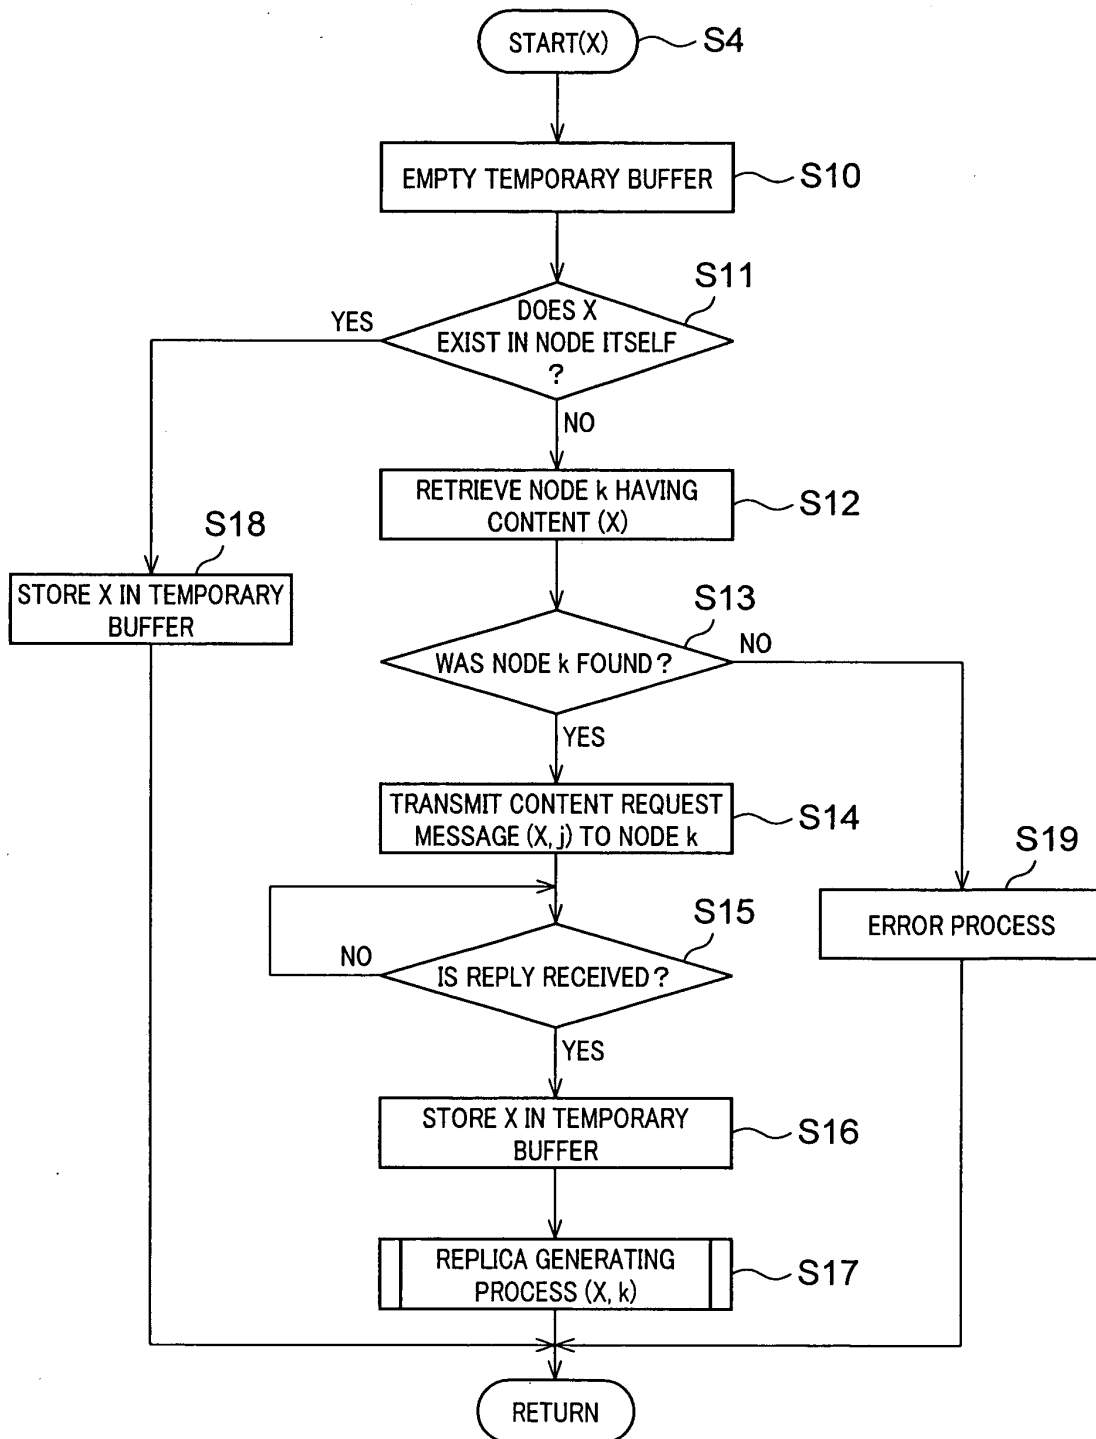 START(X)
S4
EMPTY TEMPORARY BUFFER
S10
S11
DOES X
EXIST IN NODE ITSELF
?
YES
NO
RETRIEVE NODE k HAVING
CONTENT (X)
S12
S18
STORE X IN TEMPORARY
BUFFER
S13
WAS NODE k FOUND?
NO
YES
TRANSMIT CONTENT REQUEST
MESSAGE (X, j) TO NODE k
S14
S19
ERROR PROCESS
S15
IS REPLY RECEIVED?
NO
YES
STORE X IN TEMPORARY
BUFFER
S16
REPLICA GENERATING
PROCESS (X, k)
S17
RETURN